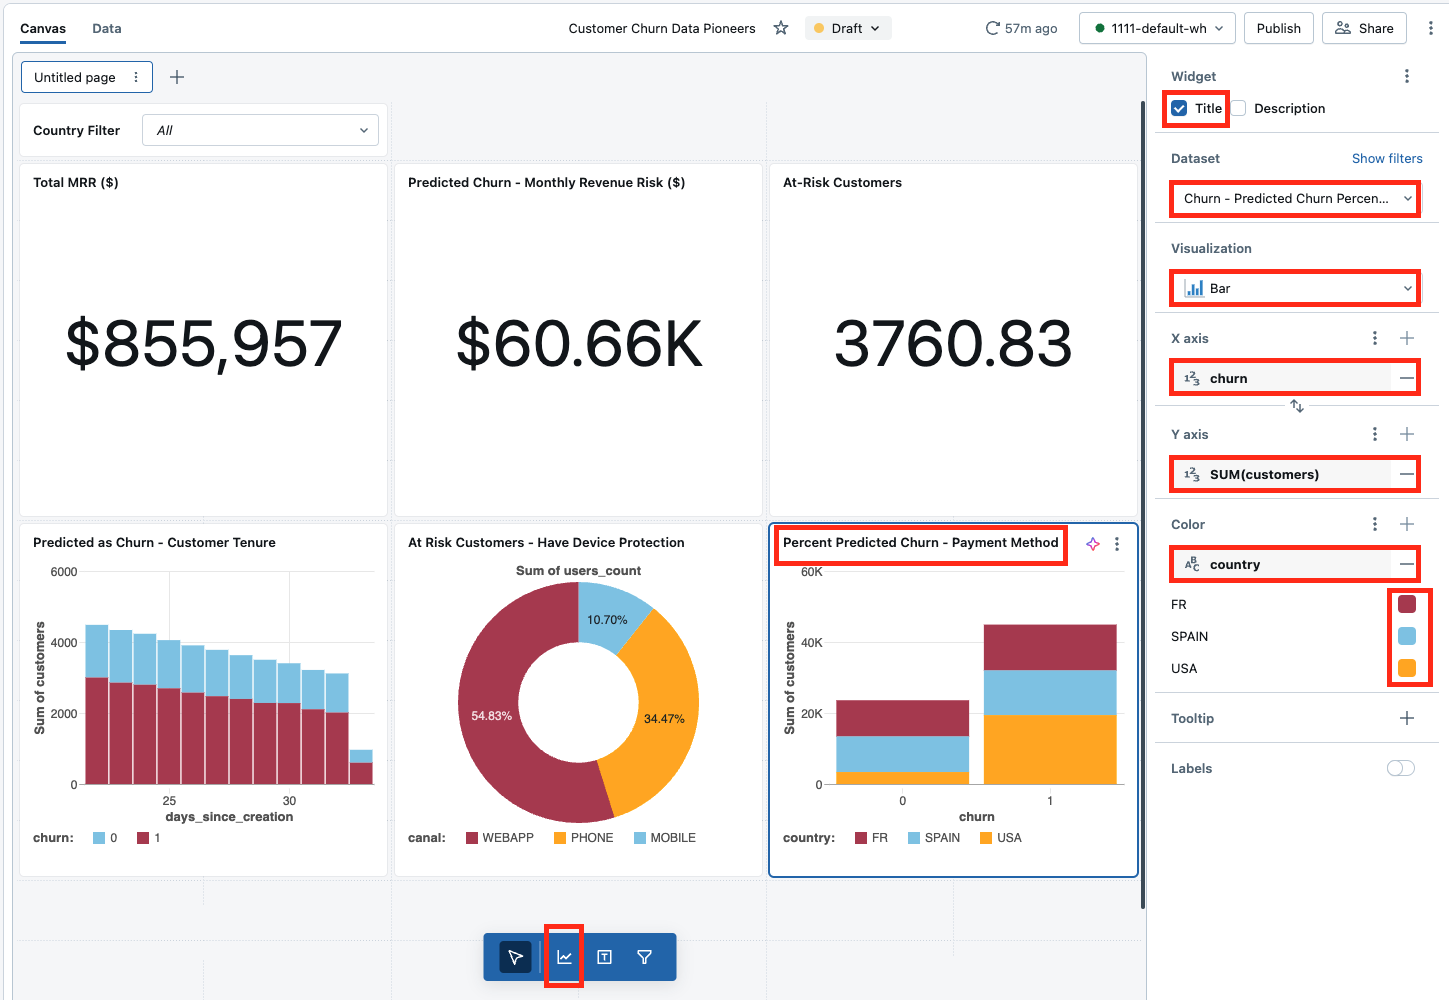 Canvas
Data
Customer Churn Data Pioneers
Draft
57m ago
1111-default-wh
Publish
Share
Untitled page
Country Filter
All
Total MRR ($)
$855,957
Predicted Churn - Monthly Revenue Risk ($)
$60.66K
At-Risk Customers
3760.83
Predicted as Churn - Customer Tenure
6000
4000
2000
0
Sum of customers
25
30
days_since_creation
churn:
0
1
At Risk Customers - Have Device Protection
Sum of users_count
10.70%
54.83%
34.47%
canal:
WEBAPP
PHONE
MOBILE
Percent Predicted Churn - Payment Method
60K
40K
20K
0
Sum of customers
0
1
churn
country:
FR
SPAIN
USA
Widget
Title
Description
Dataset
Show filters
Churn - Predicted Churn Percen...
Visualization
Bar
X axis
123
churn
Y axis
123
SUM(customers)
Color
ABC
country
FR
SPAIN
USA
Tooltip
Labels
T